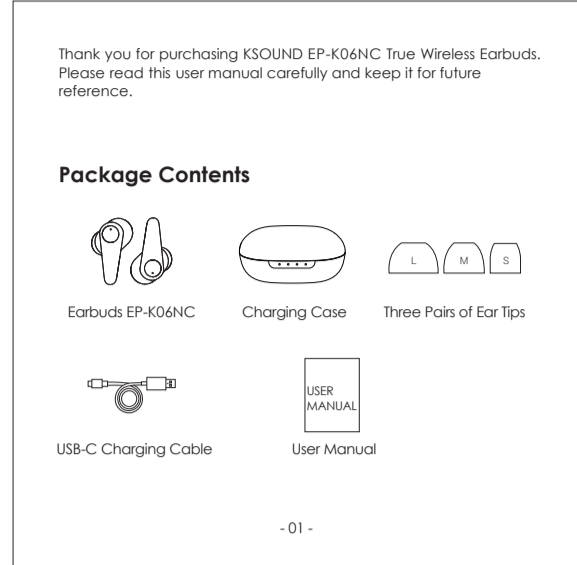 Thank you for purchasing KSOUND EP-K06NC True Wireless Earbuds.
Please read this user manual carefully and keep it for future
reference.
Package Contents
L M S
Earbuds EP-K06NC Charging Case Three Pairs of Ear Tips
USER
MANUAL
USB-C Charging Cable User Manual
- 01 -